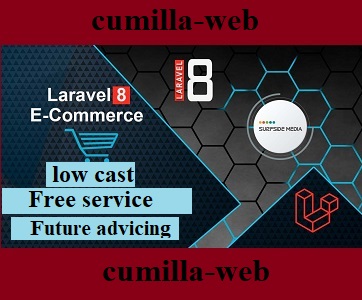 cumilla-web
Laravel 8
E-Commerce
LARAVEL 8
SURFSIDE MEDIA
low cast
Free service
Future advicing
cumilla-web